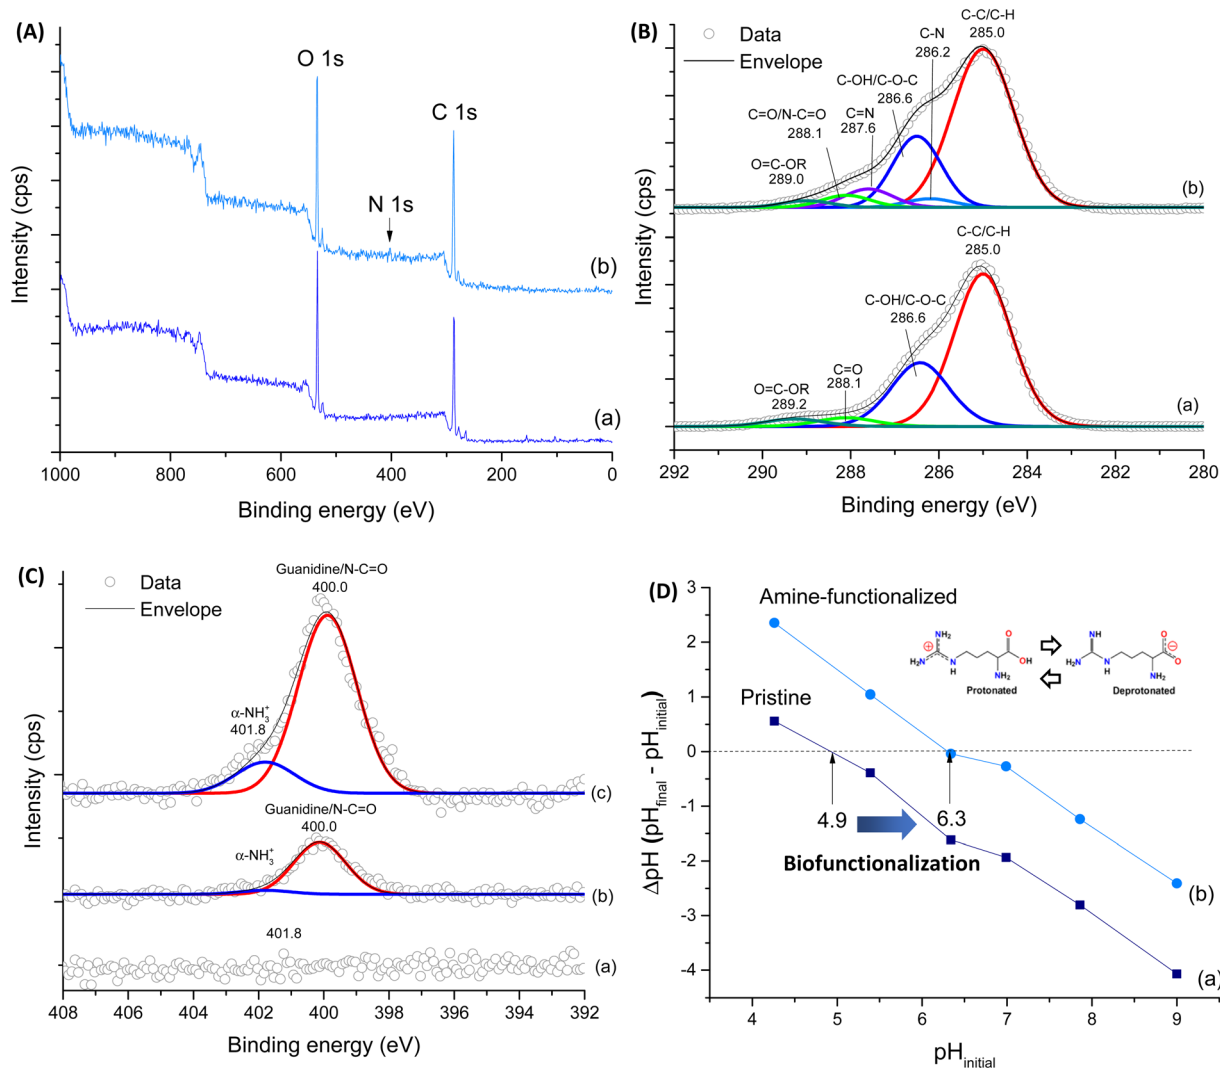 (A)
O 1s
C 1s
N 1s
(b)
(a)
Intensity (cps)
1000
800
600
400
200
0
Binding energy (eV)
(B)
Data
Envelope
C-C/C-H
285.0
C-N
286.2
C-OH/C-O-C
286.6
C=O/N-C=O
288.1
C=N
287.6
O=C-OR
289.0
(b)
C-C/C-H
285.0
C-OH/C-O-C
286.6
C=O
288.1
O=C-OR
289.2
(a)
Intensity (cps)
292
290
288
286
284
282
280
Binding energy (eV)
(C)
Data
Envelope
Guanidine/N-C=O
400.0
α-NH3+
401.8
(c)
Guanidine/N-C=O
400.0
α-NH3+
(b)
401.8
(a)
Intensity (cps)
408
406
404
402
400
398
396
394
392
Binding energy (eV)
(D)
3
2
1
0
-1
-2
-3
-4
Amine-functionalized
Pristine
NH2
NH2
N
H
O
OH
NH2
Protonated
NH
NH2
N
H
O
O
NH2
Deprotonated
4.9
6.3
Biofunctionalization
(b)
(a)
ΔpH (pHfinal - pHinitial)
4
5
6
7
8
9
pHinitial